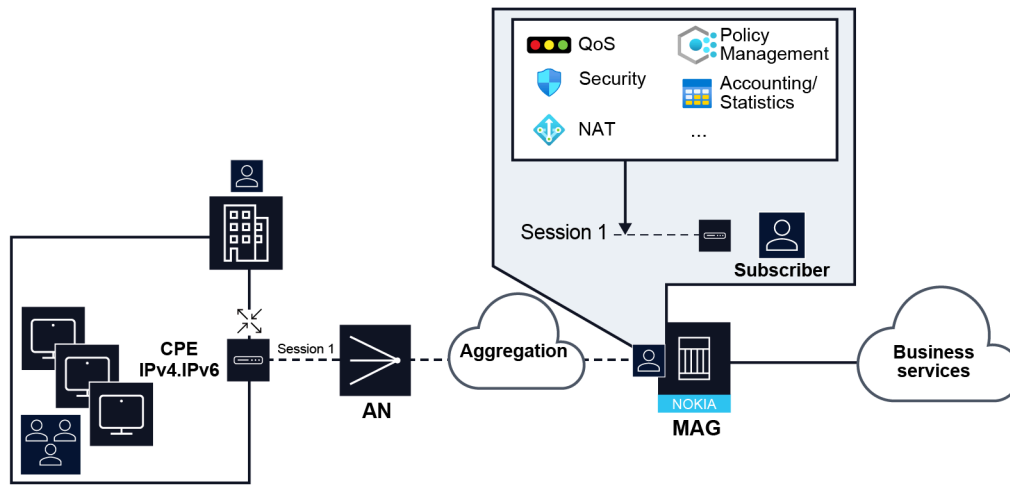 QoS
Policy
Management
Security
Accounting/
Statistics
NAT
...
Session 1
Subscriber
CPE
IPv4.IPv6
Session 1
AN
Aggregation
NOKIA
MAG
Business
services